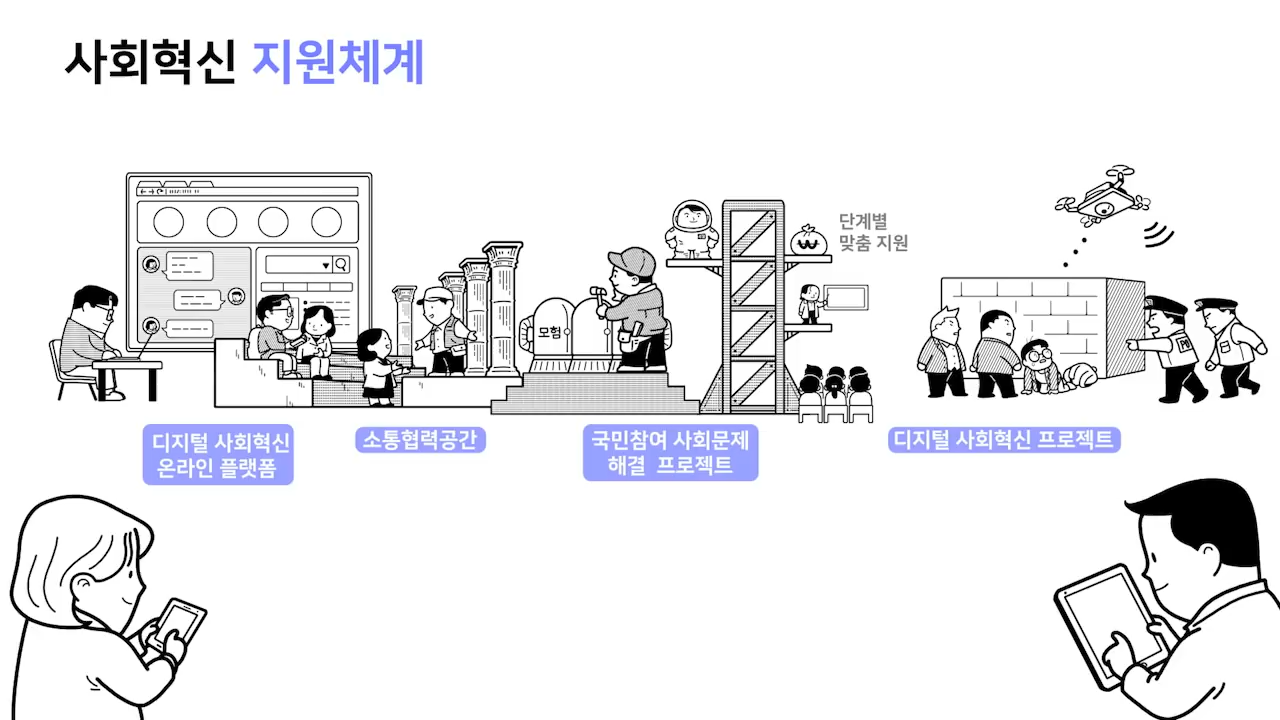 사회혁신 지원체계
단계별
맞춤 지원
모험
디지털 사회혁신
온라인 플랫폼
소통협력공간
국민참여 사회문제
해결 프로젝트
디지털 사회혁신 프로젝트